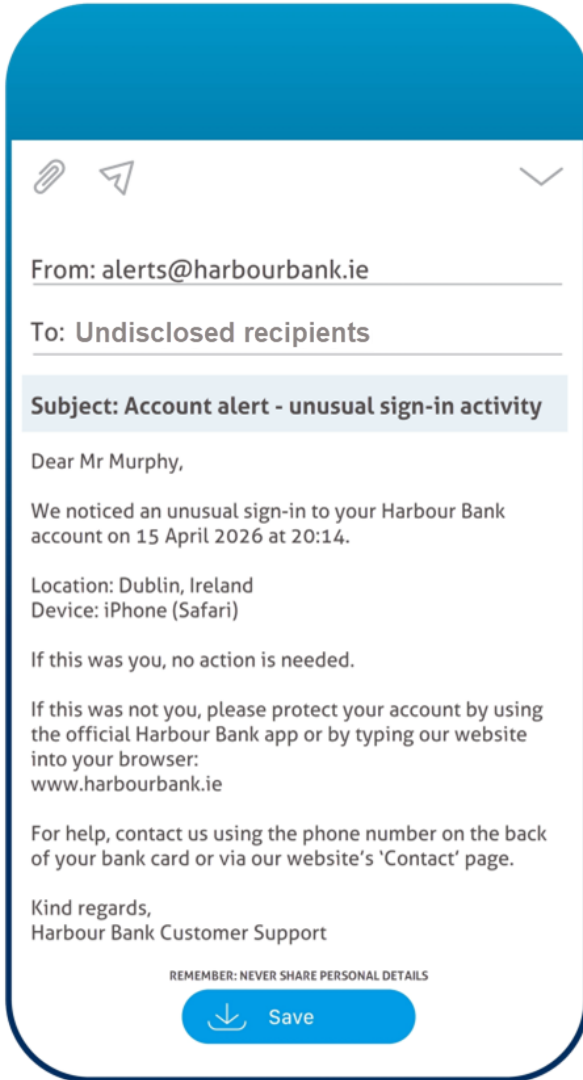 From: alerts@harbourbank.ie
To: Undisclosed recipients
Subject: Account alert - unusual sign-in activity
Dear Mr Murphy,
We noticed an unusual sign-in to your Harbour Bank
account on 15 April 2026 at 20:14.
Location: Dublin, Ireland
Device: iPhone (Safari)
If this was you, no action is needed.
If this was not you, please protect your account by using
the official Harbour Bank app or by typing our website
into your browser:
www.harbourbank.ie
For help, contact us using the phone number on the back
of your bank card or via our website's ‘Contact’ page.
Kind regards,
Harbour Bank Customer Support
REMEMBER: NEVER SHARE PERSONAL DETAILS
Save